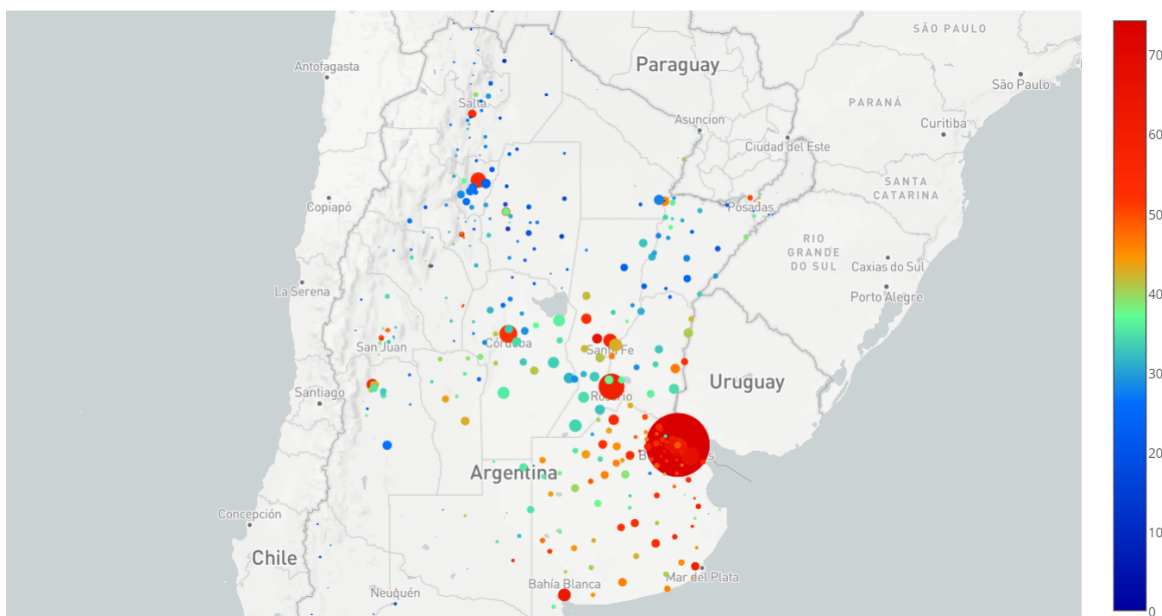 SÃO PAULO
Paraguay
Antofagasta
São Paulo
Salta
PARANÁ
Asuncion
Curitiba
Ciudad del Este
SANTA
CATARINA
Copiapó
Posadas
RIO
GRANDE
DO SUL
Caxias do Sul
La Serena
Porto Alegre
San Juan
Córdoba
Santa Fe
Uruguay
Santiago
Rosario
Argentina
Concepción
Chile
Bahía Blanca
Mar del Plata
Neuquén
70
60
50
40
30
20
10
0